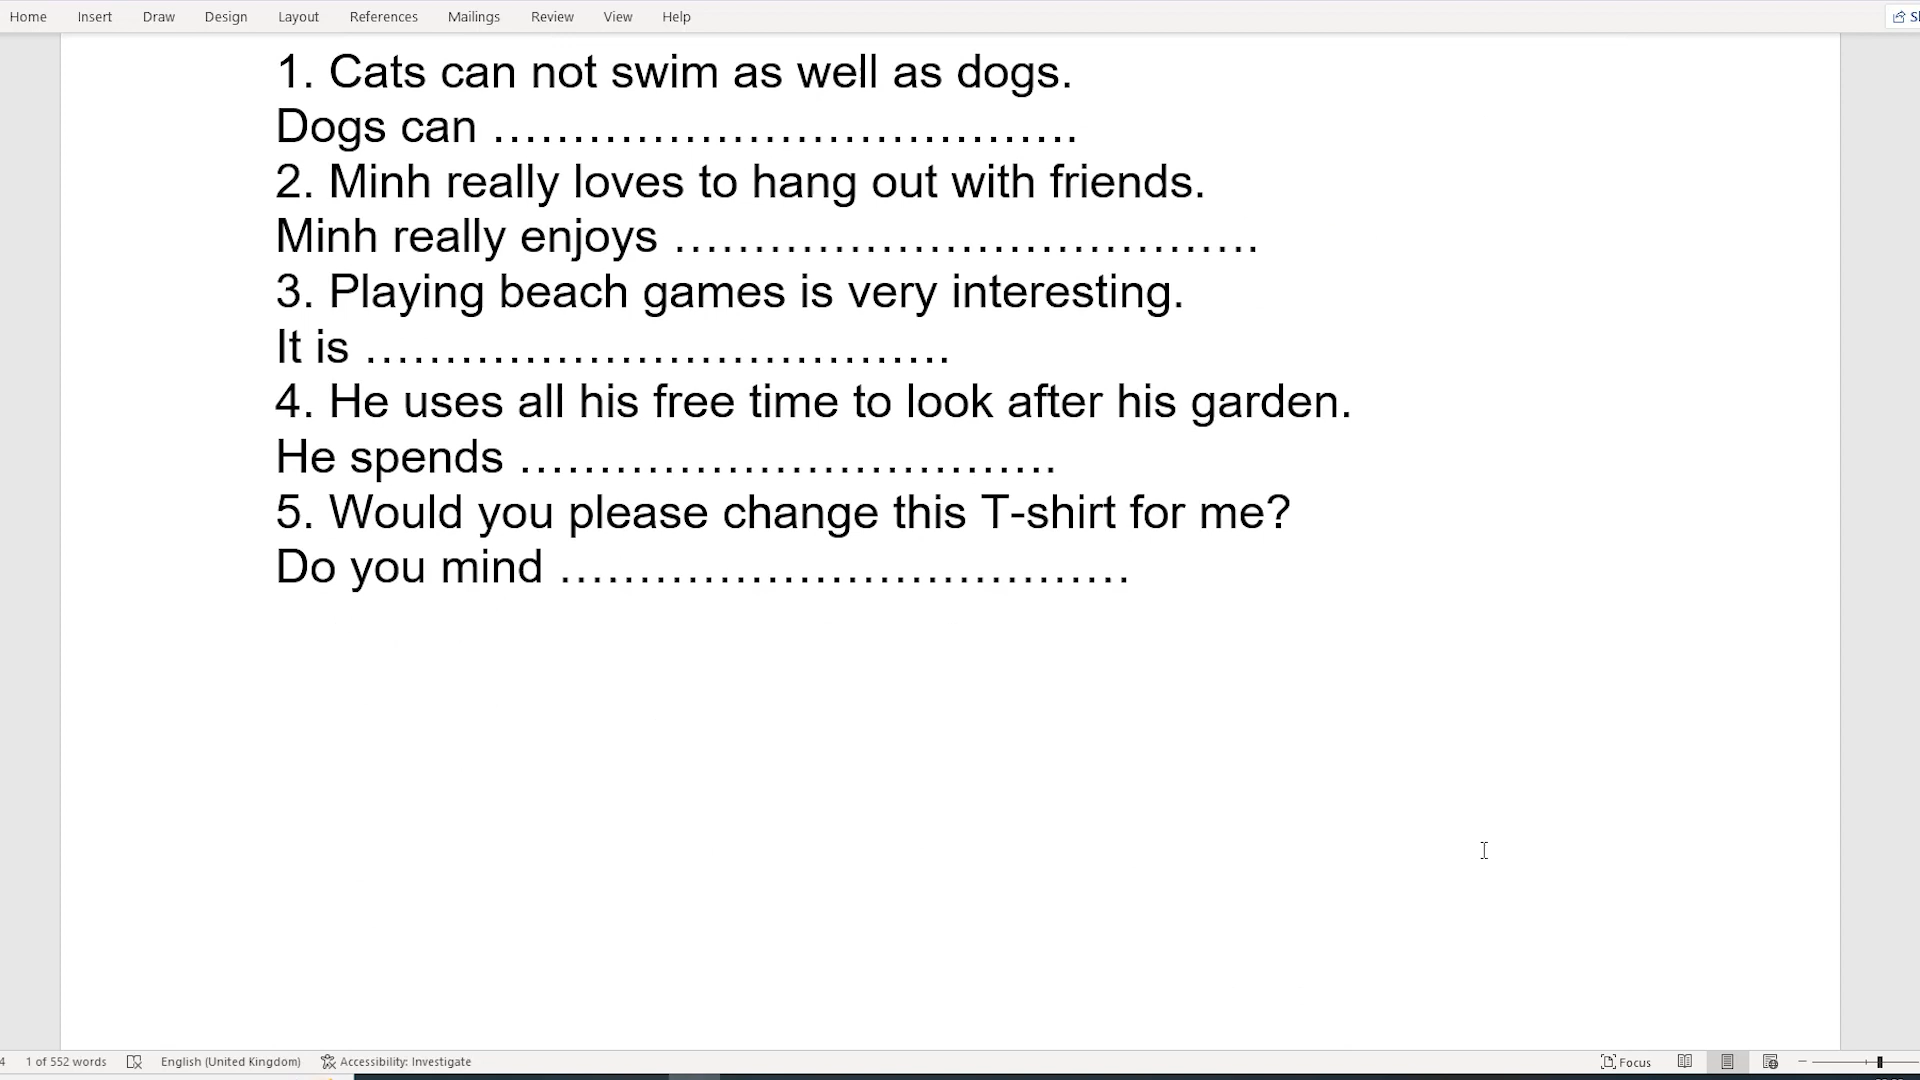 Home Insert Draw Design Layout References Mailings Review View Help
1. Cats can not swim as well as dogs.
Dogs can ………………………………….
2. Minh really loves to hang out with friends.
Minh really enjoys ………………………………….
3. Playing beach games is very interesting.
It is ………………………………….
4. He uses all his free time to look after his garden.
He spends ……………………………….
5. Would you please change this T-shirt for me?
Do you mind …………………………………
4 1 of 552 words English (United Kingdom) Accessibility: Investigate Focus